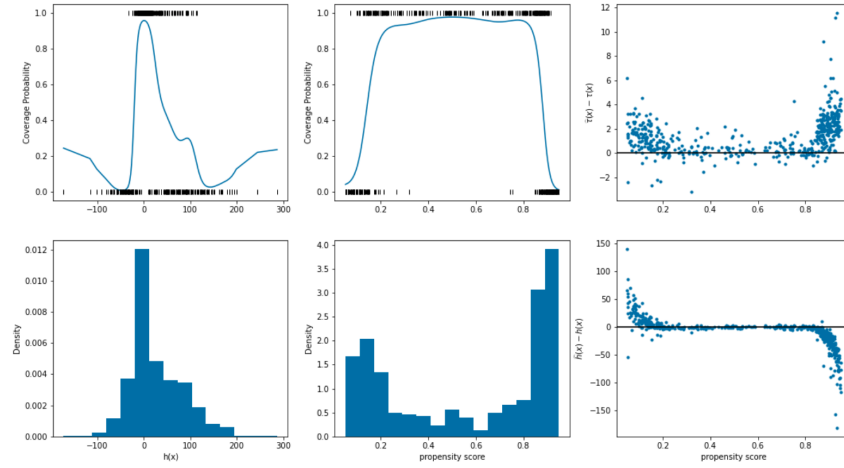 1.0
0.8
0.6
0.4
0.2
0.0
Coverage Probability
−100 0 100 200 300
1.0
0.8
0.6
0.4
0.2
0.0
Coverage Probability
0.2 0.4 0.6 0.8
12
10
8
6
4
2
0
−2
τ̂(x) − τ(x)
0.2 0.4 0.6 0.8
0.012
0.010
0.008
0.006
0.004
0.002
0.000
Density
−100 0 100 200 300
h(x)
4.0
3.5
3.0
2.5
2.0
1.5
1.0
0.5
0.0
Density
0.2 0.4 0.6 0.8
propensity score
150
100
50
0
−50
−100
−150
ĥ(x) − h(x)
0.2 0.4 0.6 0.8
propensity score